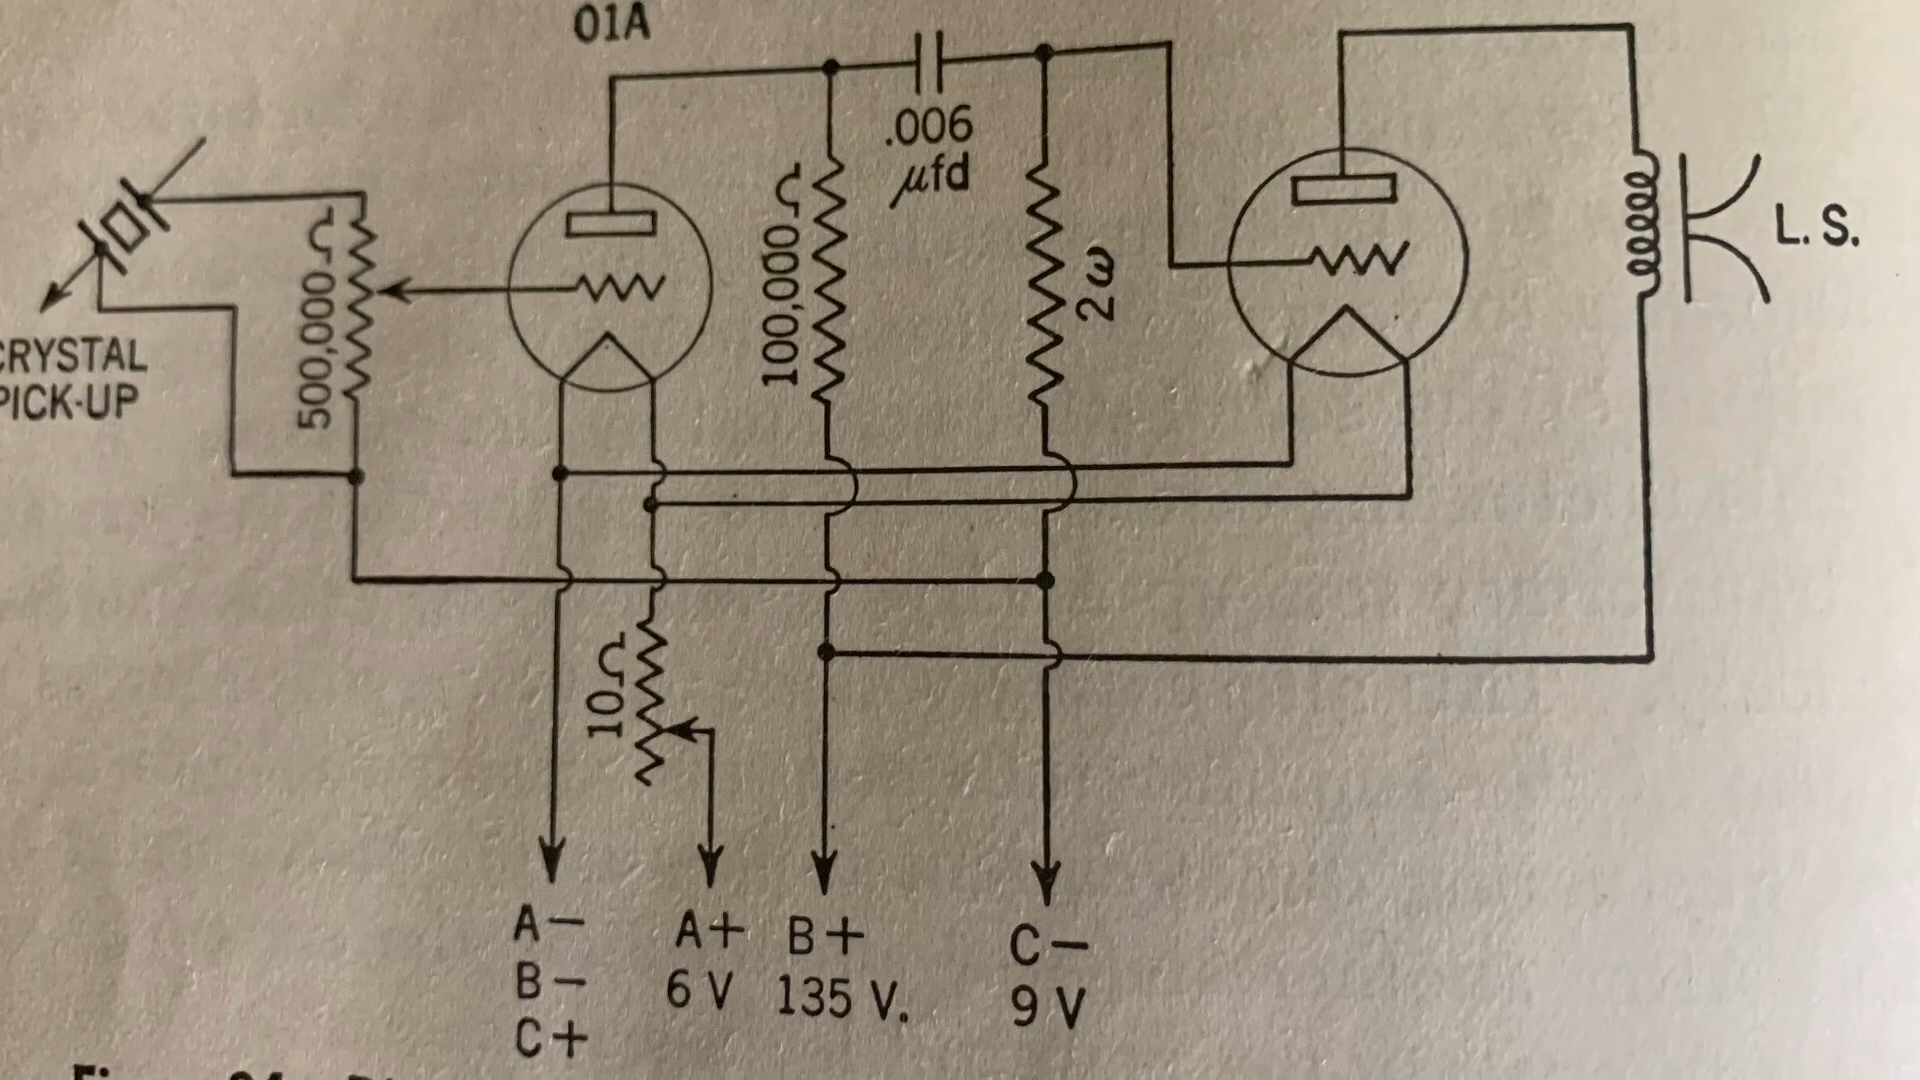 01A
.006
µfd
CRYSTAL
PICK-UP
500,000Ω
100,000Ω
2ω
L. S.
10Ω
A−
B−
C+
A+
6 V
B+
135 V.
C−
9 V